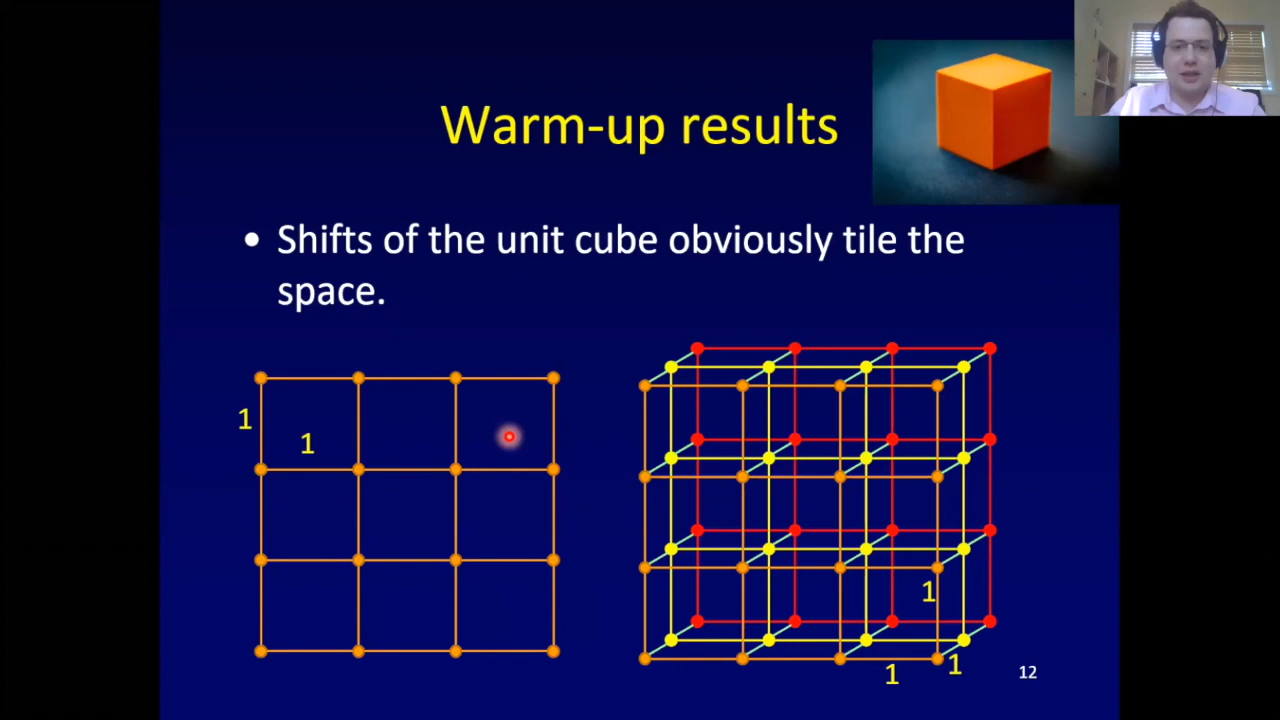 Warm-up results
• Shifts of the unit cube obviously tile the
space.
1
1
1
1
1
12